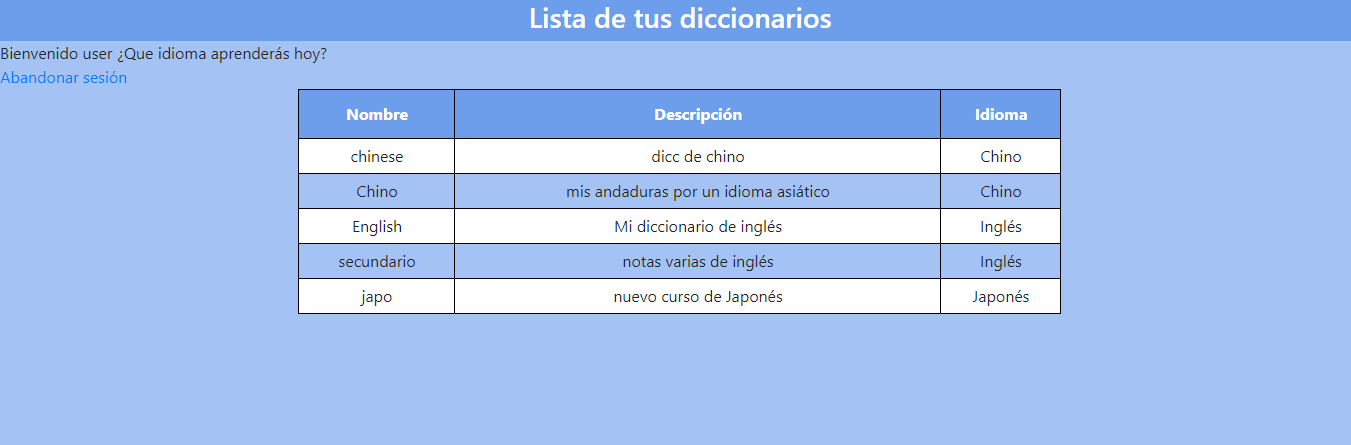 Lista de tus diccionarios
Bienvenido user ¿Que idioma aprenderás hoy?
Abandonar sesión
Nombre Descripción Idioma
chinese dicc de chino Chino
Chino mis andaduras por un idioma asiático Chino
English Mi diccionario de inglés Inglés
secundario notas varias de inglés Inglés
japo nuevo curso de Japonés Japonés